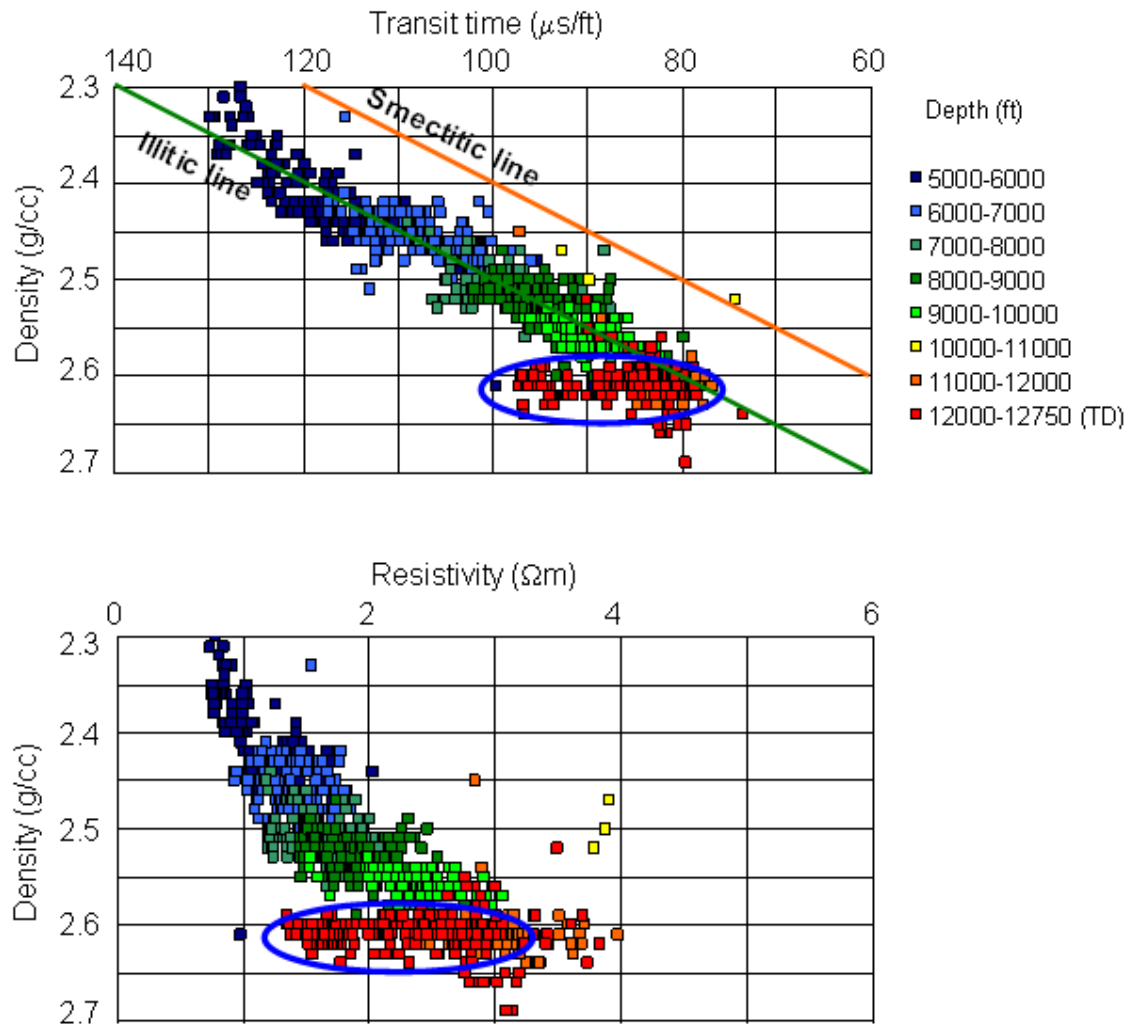 Transit time (μs/ft)
140 120 100 80 60
2.3
2.4
2.5
2.6
2.7
Density (g/cc)
Smectitic line
Illitic line
Depth (ft)
5000-6000
6000-7000
7000-8000
8000-9000
9000-10000
10000-11000
11000-12000
12000-12750 (TD)
Resistivity (Ωm)
0 2 4 6
2.3
2.4
2.5
2.6
2.7
Density (g/cc)